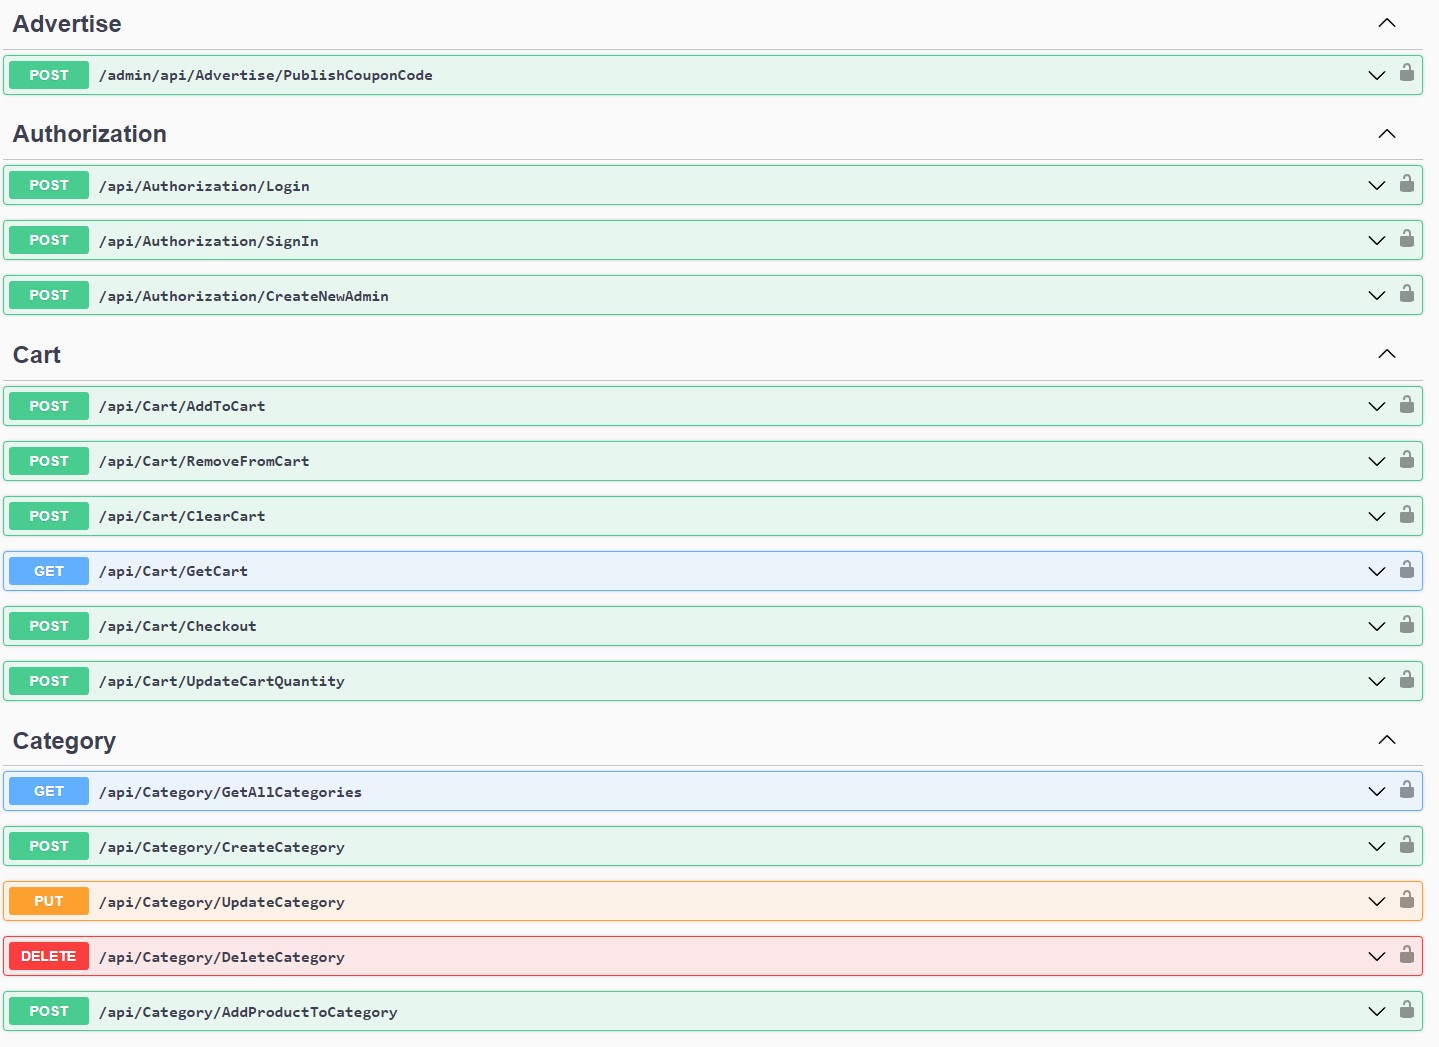 Advertise
POST /admin/api/Advertise/PublishCouponCode
Authorization
POST /api/Authorization/Login
POST /api/Authorization/SignIn
POST /api/Authorization/CreateNewAdmin
Cart
POST /api/Cart/AddToCart
POST /api/Cart/RemoveFromCart
POST /api/Cart/ClearCart
GET /api/Cart/GetCart
POST /api/Cart/Checkout
POST /api/Cart/UpdateCartQuantity
Category
GET /api/Category/GetAllCategories
POST /api/Category/CreateCategory
PUT /api/Category/UpdateCategory
DELETE /api/Category/DeleteCategory
POST /api/Category/AddProductToCategory